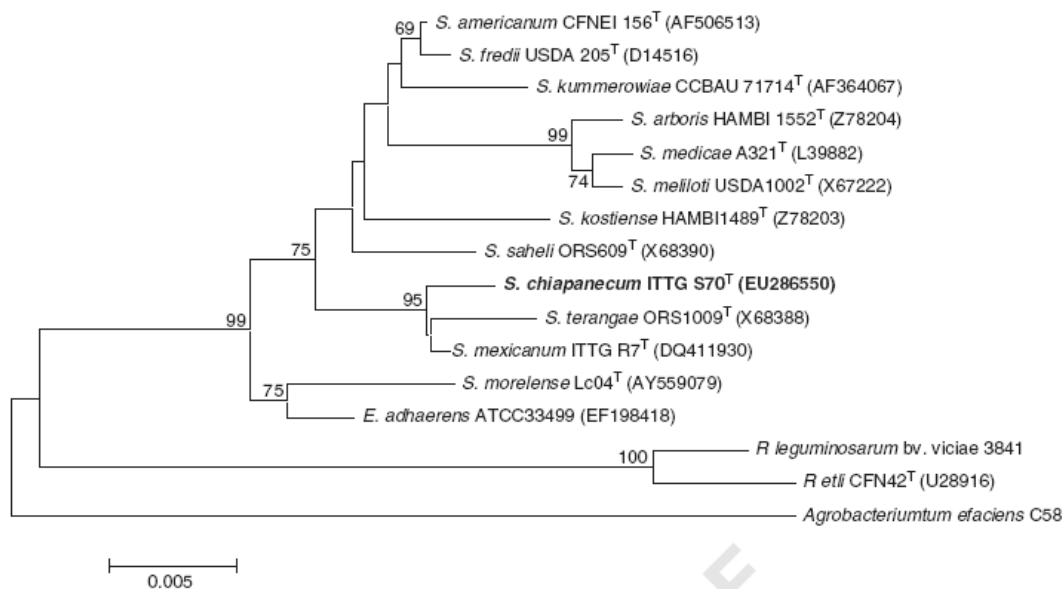 69
S. americanum CFNEI 156T (AF506513)
S. fredii USDA 205T (D14516)
S. kummerowiae CCBAU 71714T (AF364067)
99
S. arboris HAMBI 1552T (Z78204)
S. medicae A321T (L39882)
74
S. meliloti USDA1002T (X67222)
S. kostiense HAMBI1489T (Z78203)
75
S. saheli ORS609T (X68390)
S. chiapanecum ITTG S70T (EU286550)
95
S. terangae ORS1009T (X68388)
99
S. mexicanum ITTG R7T (DQ411930)
75
S. morelense Lc04T (AY559079)
E. adhaerens ATCC33499 (EF198418)
R leguminosarum bv. viciae 3841
100
R etli CFN42T (U28916)
Agrobacteriumtum efaciens C58
0.005